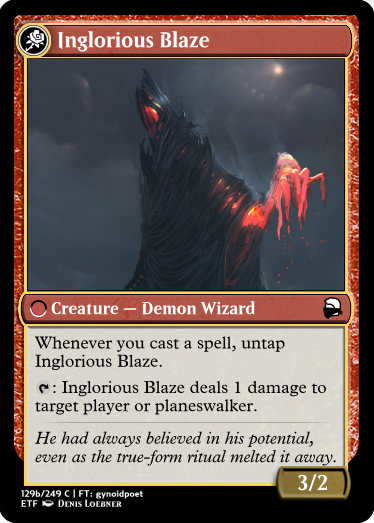 Inglorious Blaze
Creature — Demon Wizard
Whenever you cast a spell, untap
Inglorious Blaze.
: Inglorious Blaze deals 1 damage to
target player or planeswalker.
He had always believed in his potential,
even as the true-form ritual melted it away.
3/2
129b/249 C | FT: gynoidpoet
ETF Denis Loebner